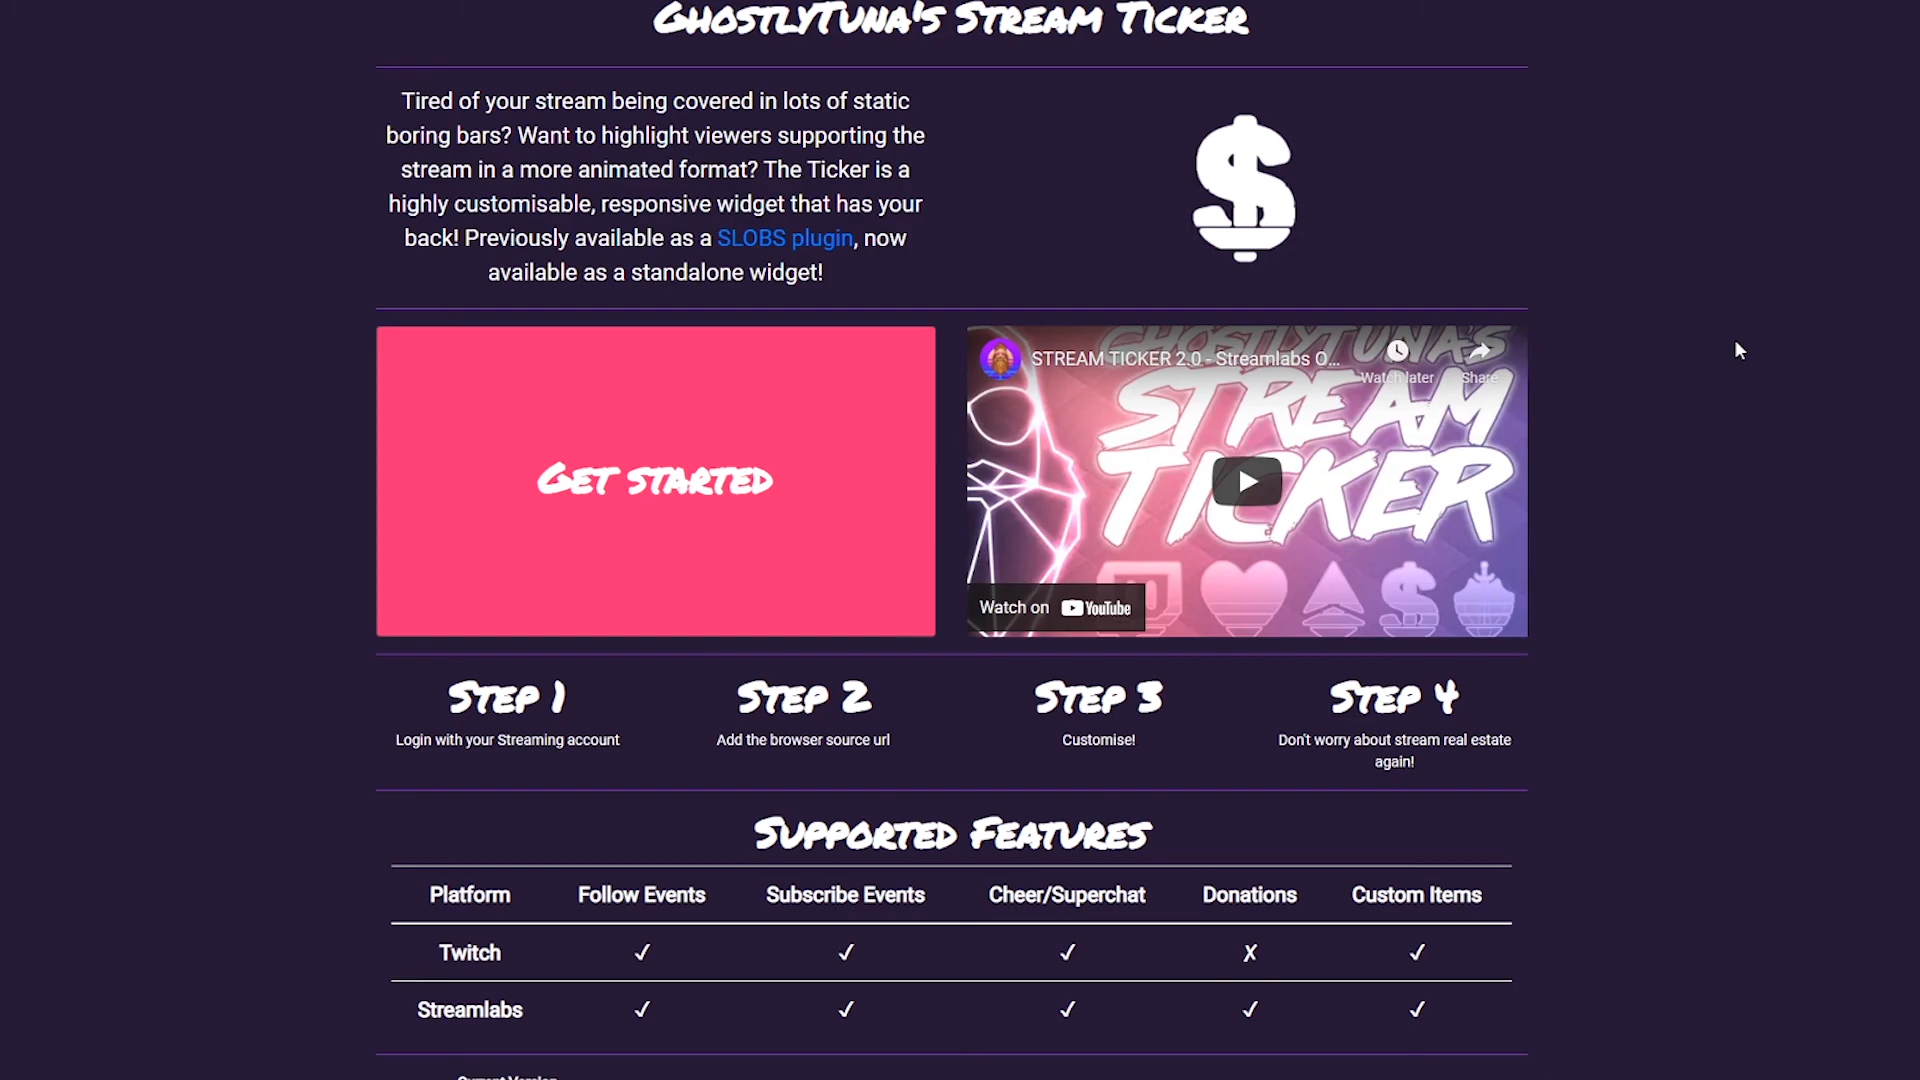 GhostlyTuna's Stream Ticker
Tired of your stream being covered in lots of static
boring bars? Want to highlight viewers supporting the
stream in a more animated format? The Ticker is a
highly customisable, responsive widget that has your
back! Previously available as a SLOBS plugin, now
available as a standalone widget!
$
Get started
GHOSTLYTUNA'S
STREAM TICKER 2.0 - Streamlabs O...
Watch later
Share
STREAM
TICKER
Watch on YouTube
$
Step 1
Login with your Streaming account
Step 2
Add the browser source url
Step 3
Customise!
Step 4
Don't worry about stream real estate
again!
Supported Features
Platform Follow Events Subscribe Events Cheer/Superchat Donations Custom Items
Twitch ✓ ✓ ✓ ✗ ✓
Streamlabs ✓ ✓ ✓ ✓ ✓
Current Version